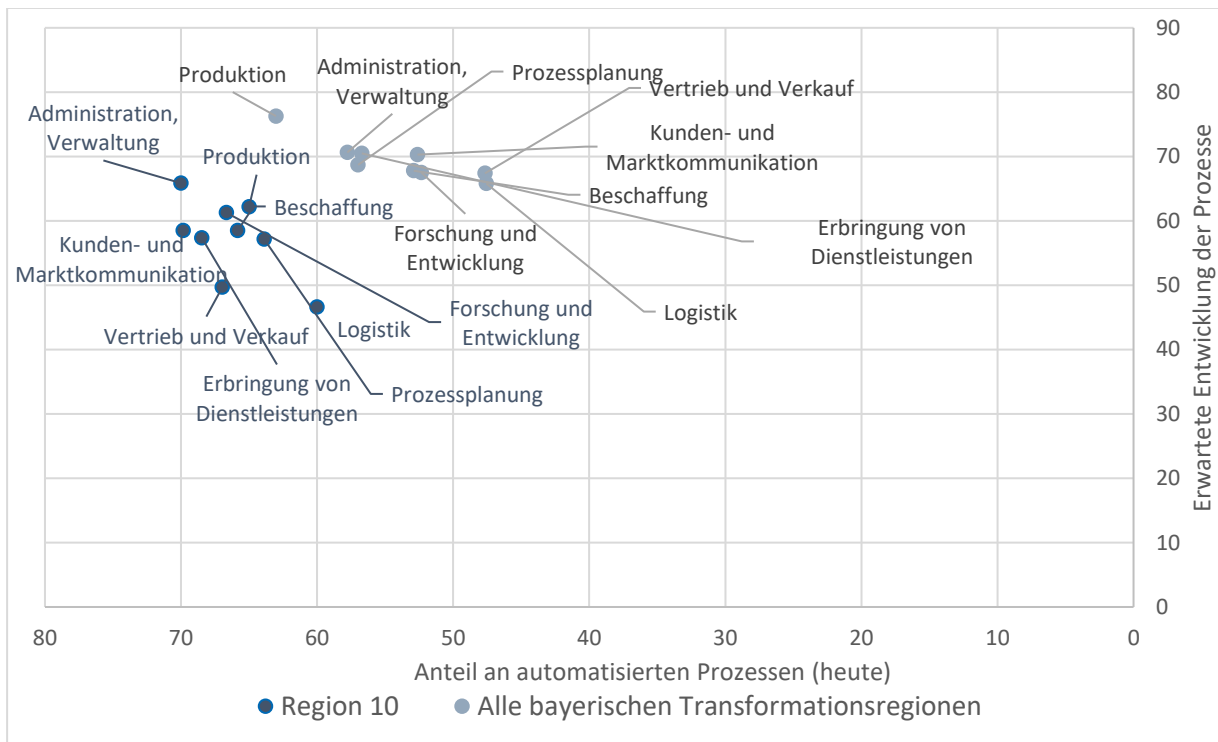 90
80
70
60
50
40
30
20
10
0
Erwartete Entwicklung der Prozesse
Produktion
Administration,
Verwaltung
Prozessplanung
Vertrieb und Verkauf
Kunden- und
Marktkommunikation
Beschaffung
Erbringung von
Dienstleistungen
Forschung und
Entwicklung
Logistik
Administration,
Verwaltung
Produktion
Beschaffung
Kunden- und
Marktkommunikation
Vertrieb und Verkauf
Logistik
Forschung und
Entwicklung
Erbringung von
Dienstleistungen
Prozessplanung
80
70
60
50
40
30
20
10
0
Anteil an automatisierten Prozessen (heute)
Region 10
Alle bayerischen Transformationsregionen